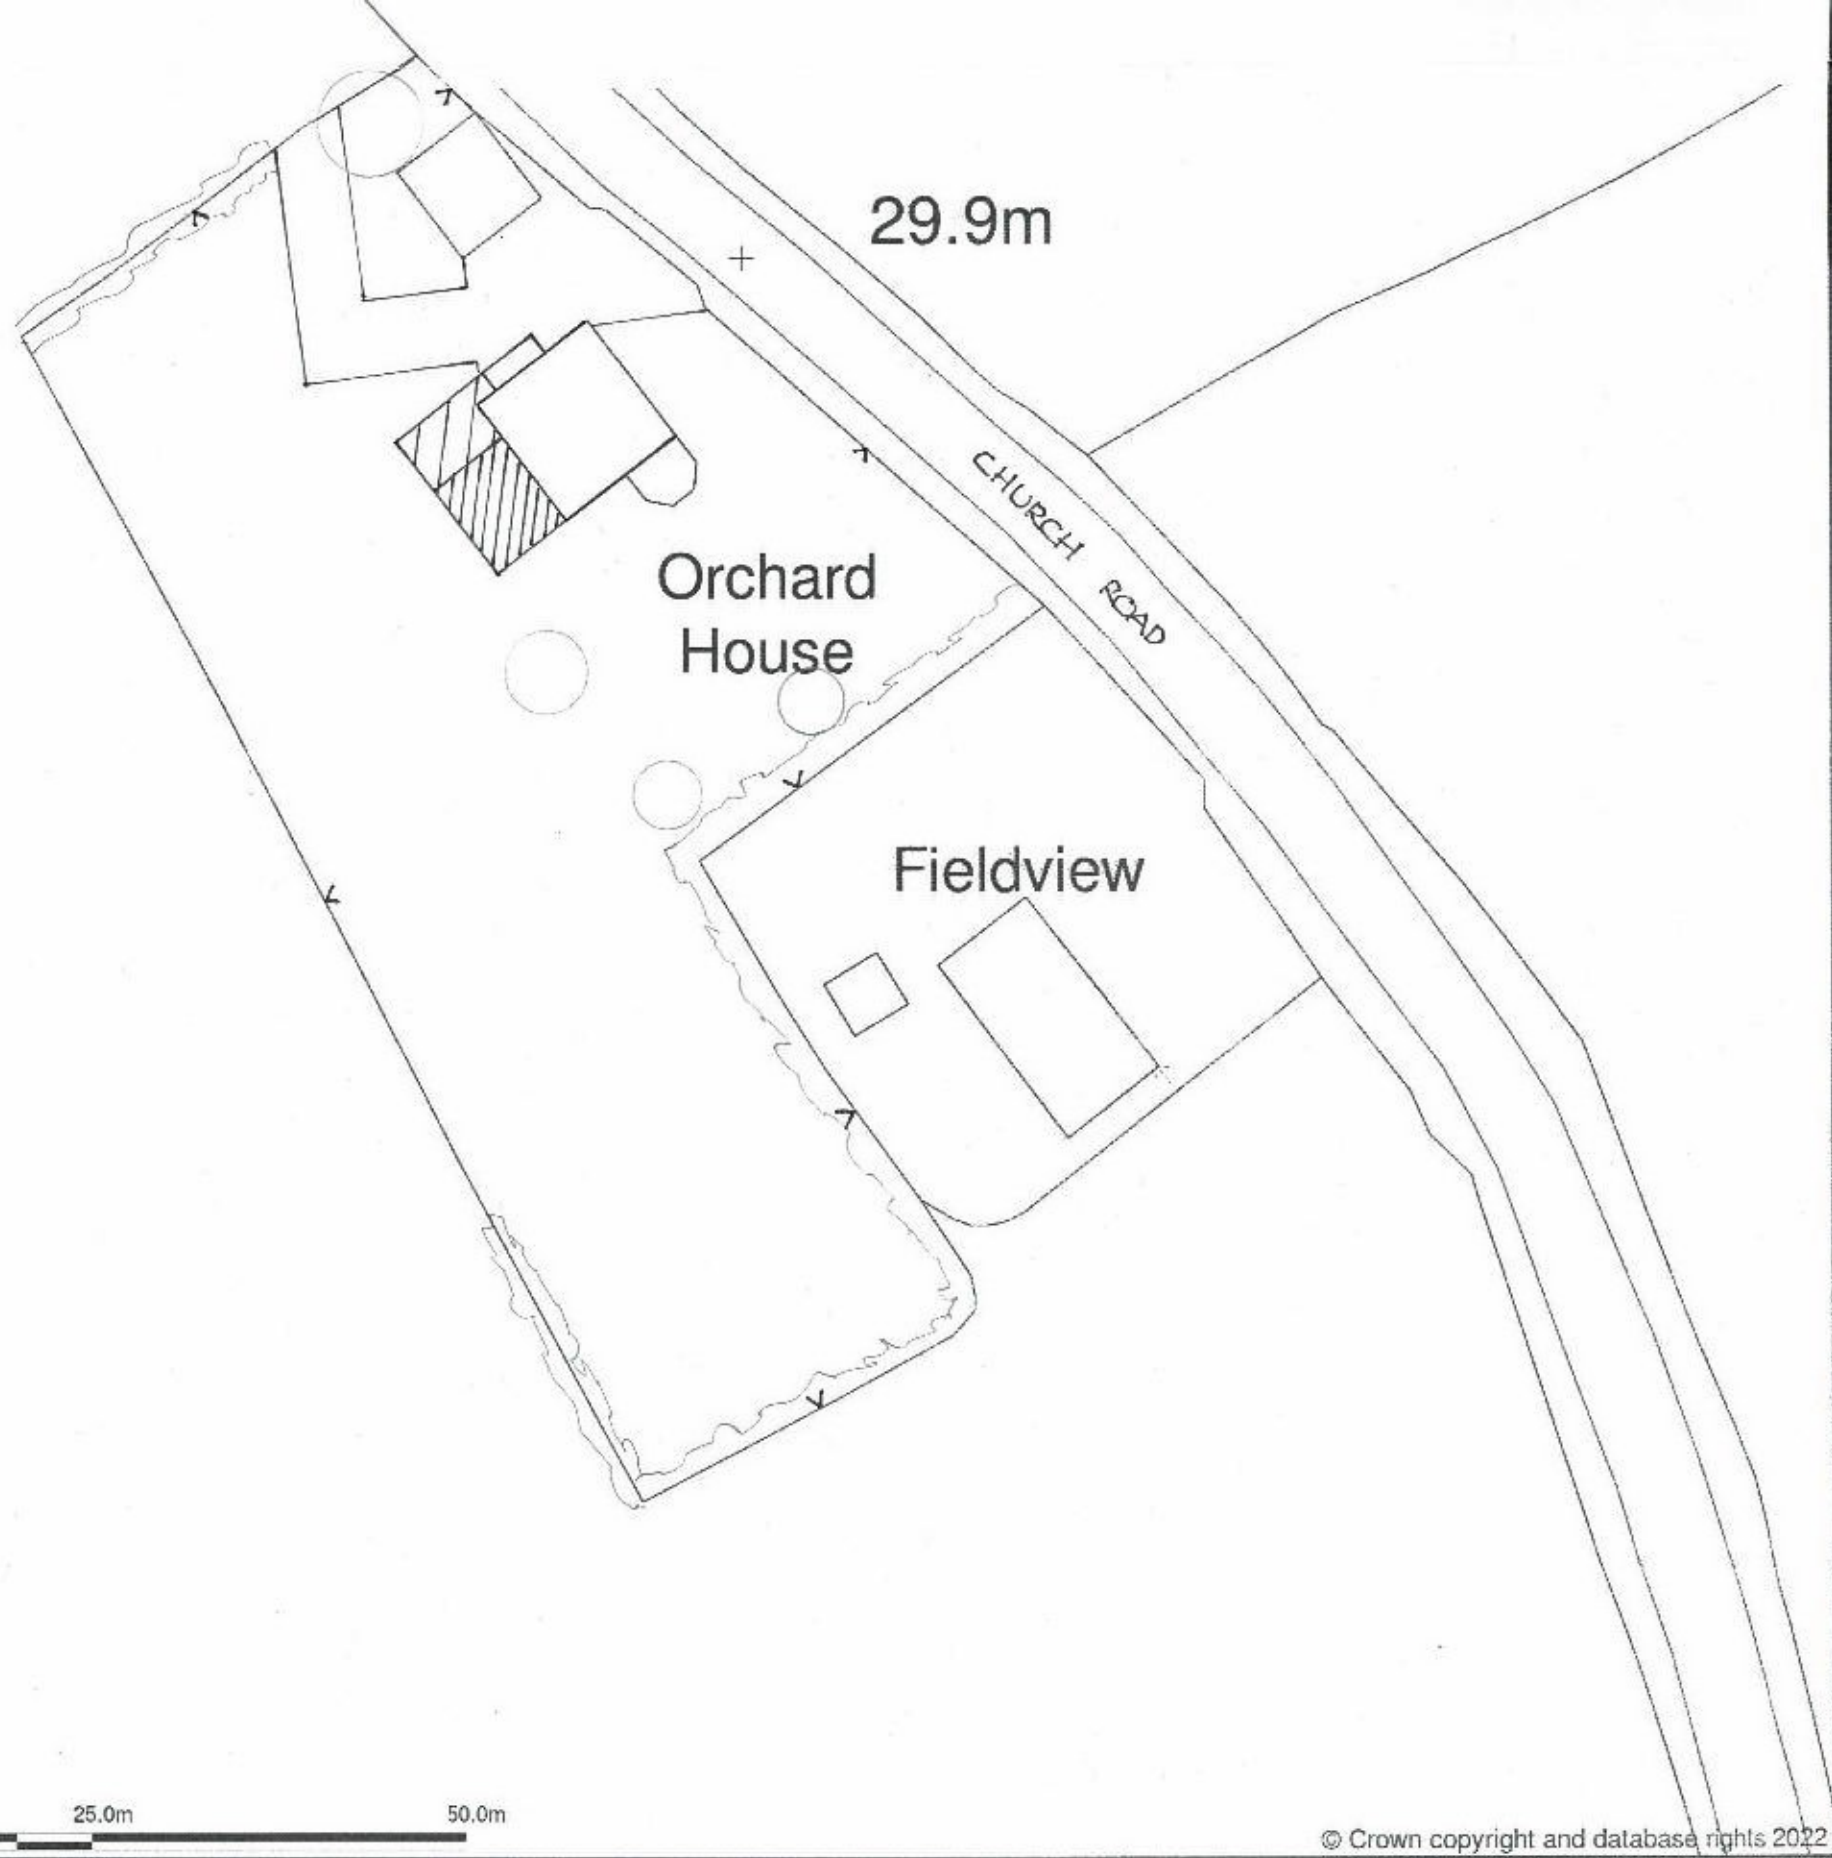 29.9m
CHURCH ROAD
Orchard
House
Fieldview
25.0m 50.0m
© Crown copyright and database rights 2022